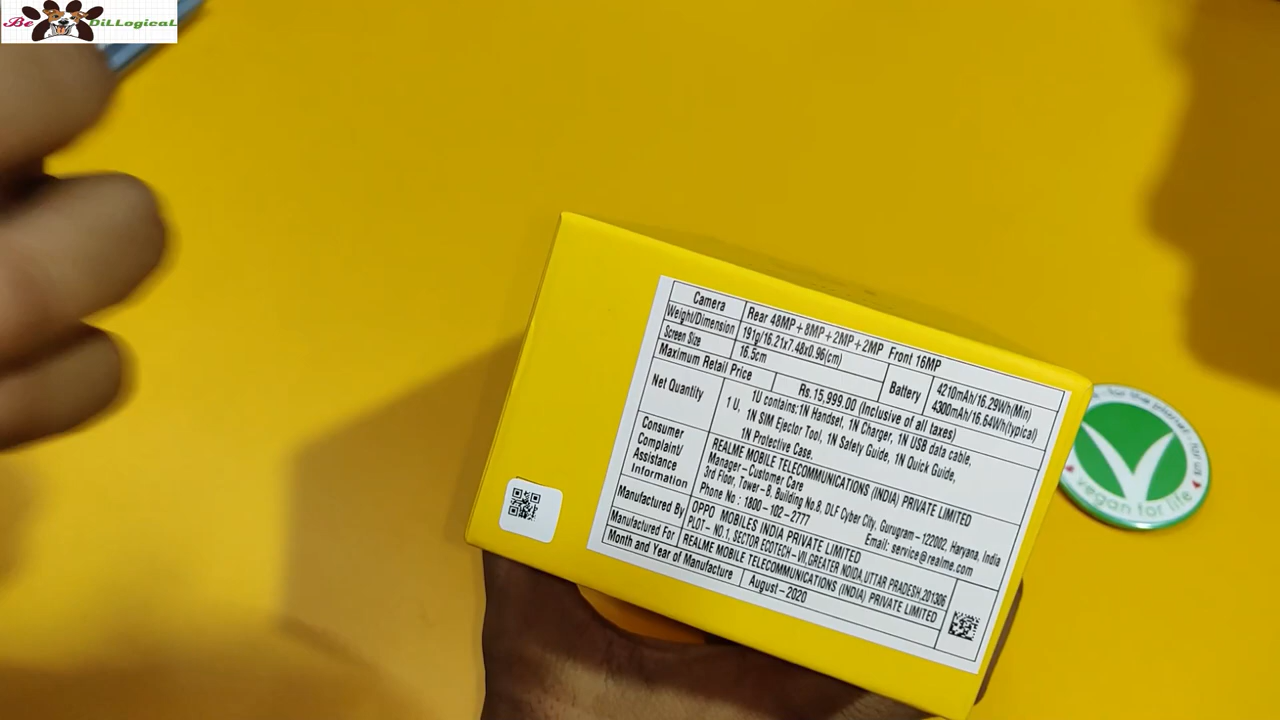 Be DiLLogicaL
Camera Rear 48MP+8MP+2MP+2MP Front 16MP
Weight/Dimension 191g/16.21x7.48x0.96(cm)
Screen Size 16.5cm Battery 4210mAh/16.29Wh(Min)
4300mAh/16.64Wh(typical)
Maximum Retail Price Rs.15,999.00 (Inclusive of all taxes)
Net Quantity 1 U, 1U contains:1N Handset, 1N Charger, 1N USB data cable,
1N SIM Ejector Tool, 1N Safety Guide, 1N Quick Guide,
1N Protective Case.
Consumer Complaint/ Assistance Information
REALME MOBILE TELECOMMUNICATIONS (INDIA) PRIVATE LIMITED
Manager-Customer Care
3rd Floor, Tower-B, Building No.8, DLF Cyber City, Gurugram-122002, Haryana, India
Phone No : 1800-102-2777 Email: service@realme.com
Manufactured By OPPO MOBILES INDIA PRIVATE LIMITED
PLOT- NO.1, SECTOR ECOTECH-VII,GREATER NOIDA,UTTAR PRADESH,201306
Manufactured For REALME MOBILE TELECOMMUNICATIONS (INDIA) PRIVATE LIMITED
Month and Year of Manufacture August-2020
vegan for life